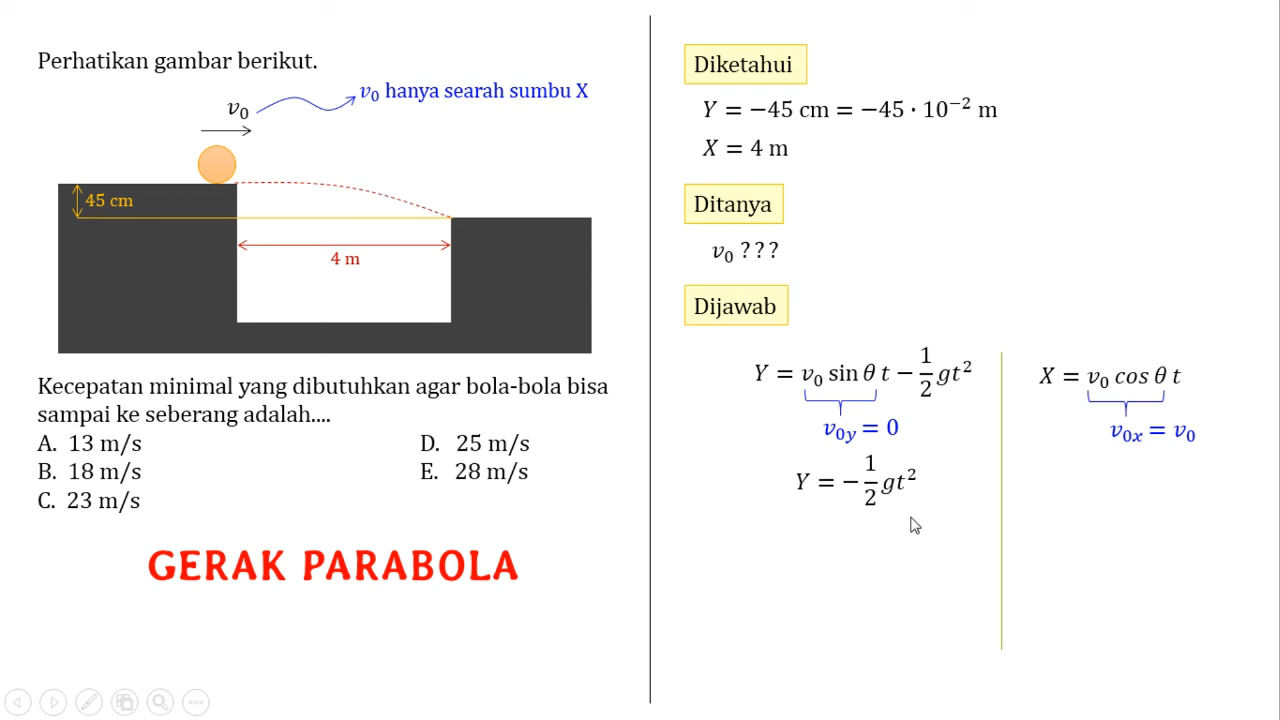 Perhatikan gambar berikut.
v₀
v₀ hanya searah sumbu X
45 cm
4 m
Kecepatan minimal yang dibutuhkan agar bola-bola bisa
sampai ke seberang adalah....
A. 13 m/s
B. 18 m/s
C. 23 m/s
D. 25 m/s
E. 28 m/s
GERAK PARABOLA
Diketahui
Y = −45 cm = −45 · 10⁻² m
X = 4 m
Ditanya
v₀ ???
Dijawab
Y = v₀ sin θ t − 1/2 gt²
v₀y = 0
Y = − 1/2 gt²
X = v₀ cos θ t
v₀x = v₀